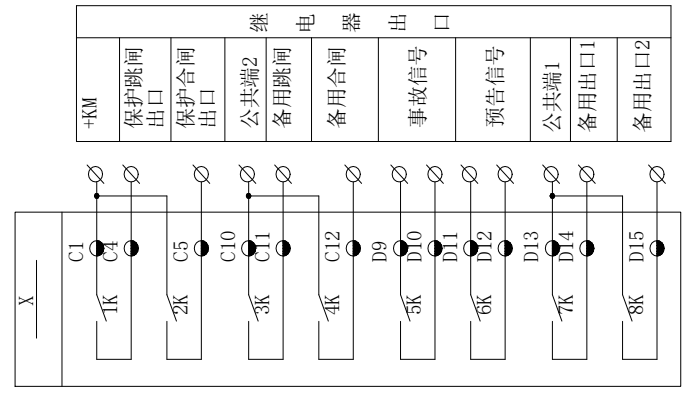 继电器出口
+KM
保护跳闸
出口
保护合闸
出口
公共端2
备用跳闸
备用合闸
事故信号
预告信号
公共端1
备用出口1
备用出口2
C1
C4
C5
C10
C11
C12
D9
D10
D11
D12
D13
D14
D15
X
1K
2K
3K
4K
5K
6K
7K
8K